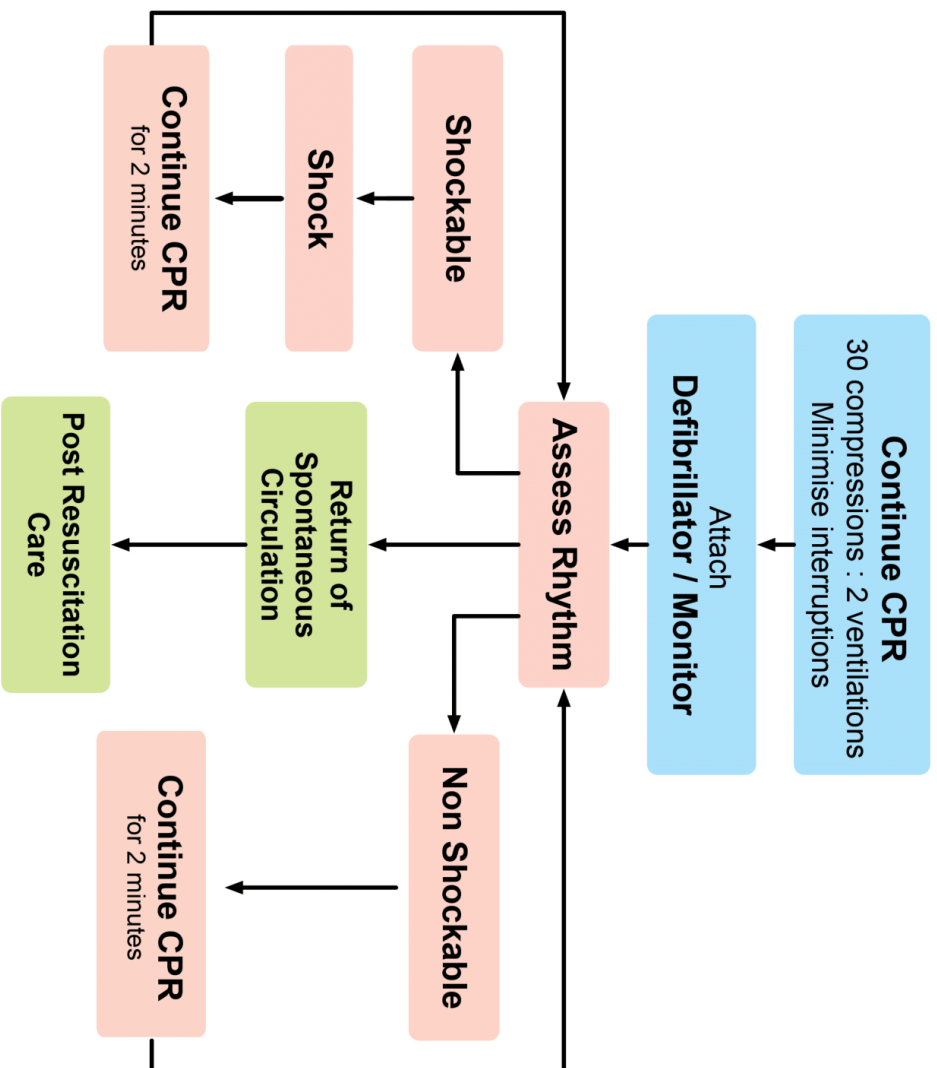 Continue CPR
30 compressions : 2 ventilations
Minimise interruptions
Attach
Defibrillator / Monitor
Assess Rhythm
Shockable
Shock
Continue CPR
for 2 minutes
Return of
Spontaneous
Circulation
Post Resuscitation
Care
Non Shockable
Continue CPR
for 2 minutes